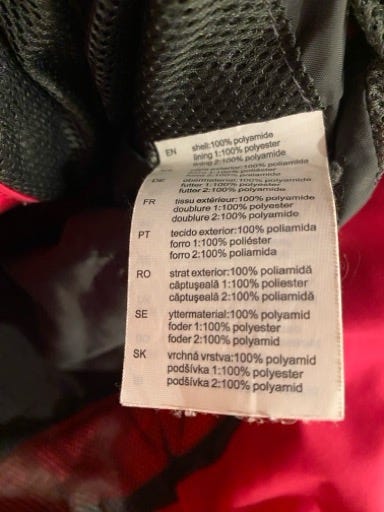 EN shell:100% polyamide
lining 1:100% polyester
lining 2:100% polyamide
DE obermaterial:100% polyamid
futter 1:100% polyester
futter 2:100% polyamide
FR tissu extérieur:100% polyamide
doublure 1:100% polyester
doublure 2:100% polyamide
PT tecido exterior:100% poliamida
forro 1:100% poliéster
forro 2:100% poliamida
RO strat exterior:100% poliamidă
căptuşeală 1:100% poliester
căptuşeală 2:100% poliamidă
SE yttermaterial:100% polyamid
foder 1:100% polyester
foder 2:100% polyamid
SK vrchná vrstva:100% polyamid
podšívka 1:100% polyester
podšívka 2:100% polyamid